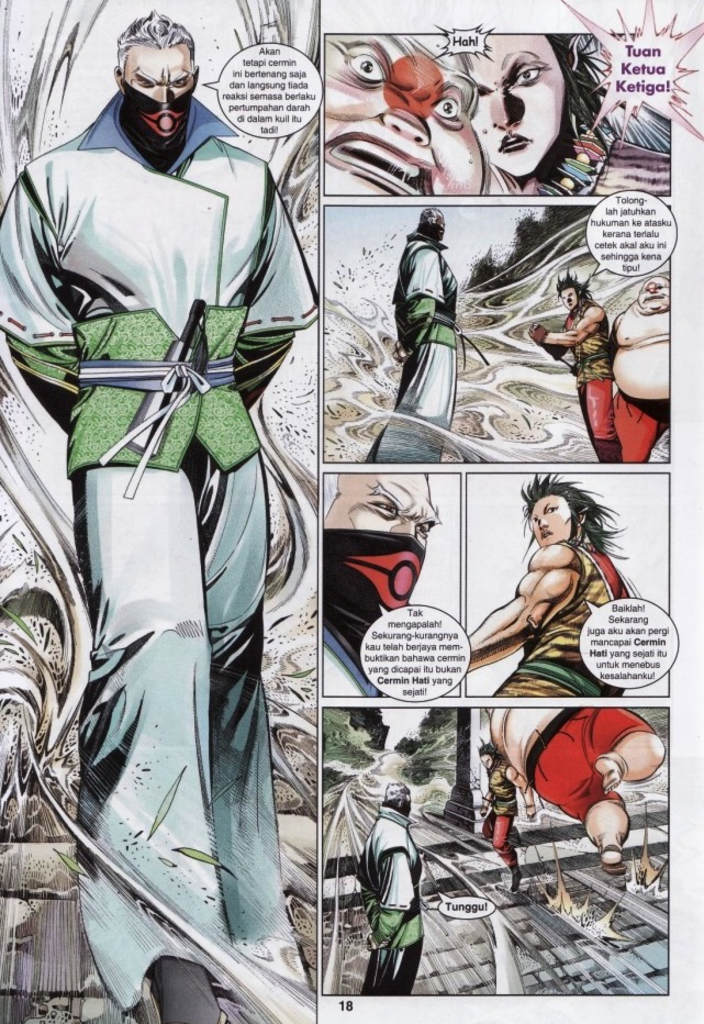 Akan
tetapi cermin
ini bertenang saja
dan langsung tiada
reaksi semasa berlaku
pertumpahan darah
di dalam kuil itu
tadi!
Hah!
Tuan
Ketua
Ketiga!
Tolong-
lah jatuhkan
hukuman ke atasku
kerana terlalu
cetek akal aku ini
sehingga kena
tipu!
Tak
mengapalah!
Sekurang-kurangnya
kau telah berjaya mem-
buktikan bahawa cermin
yang dicapai itu bukan
Cermin Hati yang
sejati!
Baiklah!
Sekarang
juga aku akan pergi
mancapai Cermin
Hati yang sejati itu
untuk menebus
kesalahanku!
Tunggu!
18